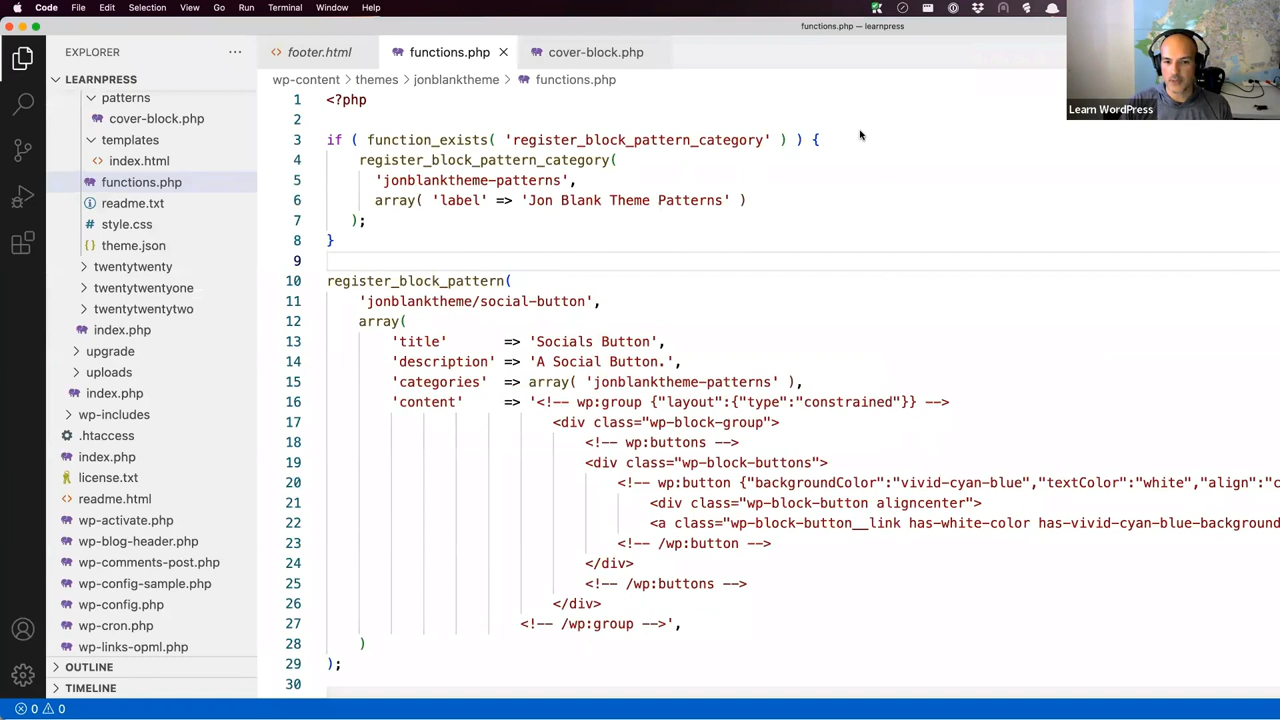 Code File Edit Selection View Go Run Terminal Window Help
functions.php — learnpress
EXPLORER
footer.html
functions.php
cover-block.php
Learn WordPress
LEARNPRESS
wp-content › themes › jonblanktheme › functions.php
patterns
cover-block.php
templates
index.html
functions.php
readme.txt
style.css
theme.json
twentytwenty
twentytwentyone
twentytwentytwo
index.php
upgrade
uploads
index.php
wp-includes
.htaccess
index.php
license.txt
readme.html
wp-activate.php
wp-blog-header.php
wp-comments-post.php
wp-config-sample.php
wp-config.php
wp-cron.php
wp-links-opml.php
OUTLINE
TIMELINE
1 <?php
2
3 if ( function_exists( 'register_block_pattern_category' ) ) {
4 register_block_pattern_category(
5 'jonblanktheme-patterns',
6 array( 'label' => 'Jon Blank Theme Patterns' )
7 );
8 }
9
10 register_block_pattern(
11 'jonblanktheme/social-button',
12 array(
13 'title' => 'Socials Button',
14 'description' => 'A Social Button.',
15 'categories' => array( 'jonblanktheme-patterns' ),
16 'content' => '<!-- wp:group {"layout":{"type":"constrained"}} -->
17 <div class="wp-block-group">
18 <!-- wp:buttons -->
19 <div class="wp-block-buttons">
20 <!-- wp:button {"backgroundColor":"vivid-cyan-blue","textColor":"white","align":"c
21 <div class="wp-block-button aligncenter">
22 <a class="wp-block-button__link has-white-color has-vivid-cyan-blue-background
23 <!-- /wp:button -->
24 </div>
25 <!-- /wp:buttons -->
26 </div>
27 <!-- /wp:group -->',
28 )
29 );
30
0 0